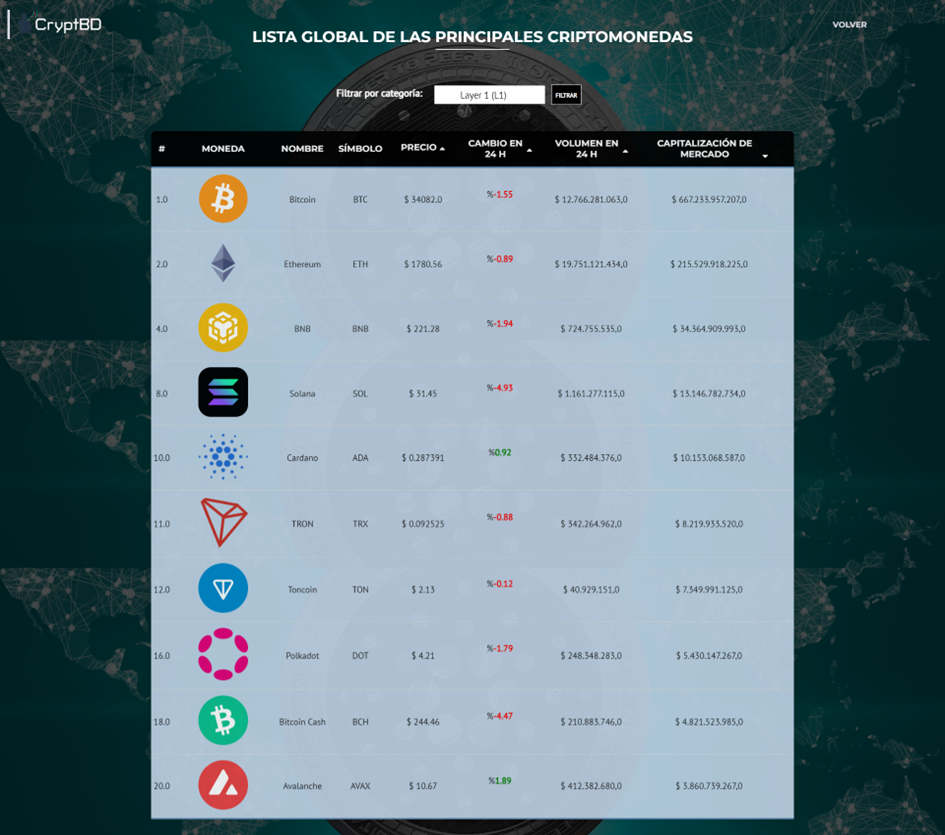 CryptBD
VOLVER
LISTA GLOBAL DE LAS PRINCIPALES CRIPTOMONEDAS
Filtrar por categoría: Layer 1 (L1) FILTRAR
# MONEDA NOMBRE SÍMBOLO PRECIO CAMBIO EN 24 H VOLUMEN EN 24 H CAPITALIZACIÓN DE MERCADO
1.0 Bitcoin BTC $ 34082,0 %-1.55 $ 12.766.281.063,0 $ 667.233.957.207,0
2.0 Ethereum ETH $ 1780,56 %-0.89 $ 19.751.121.434,0 $ 215.529.918.225,0
4.0 BNB BNB $ 221.28 %-1.94 $ 724.755.535,0 $ 34.364.909.993,0
8.0 Solana SOL $ 31.45 %-4.93 $ 1.161.277.115,0 $ 13.146.782.734,0
10.0 Cardano ADA $ 0.287391 %0.92 $ 332.484.376,0 $ 10.153.068.587,0
11.0 TRON TRX $ 0.092525 %-0.88 $ 342.264.962,0 $ 8.219.933.520,0
12.0 Toncoin TON $ 2.13 %-0.12 $ 40.929.151,0 $ 7.349.991.125,0
16.0 Polkadot DOT $ 4.21 %-1.79 $ 248.348.283,0 $ 5.430.147.267,0
18.0 Bitcoin Cash BCH $ 244.46 %-4.47 $ 210.883.746,0 $ 4.821.523.985,0
20.0 Avalanche AVAX $ 10.67 %1.89 $ 412.382.680,0 $ 3.860.739.267,0